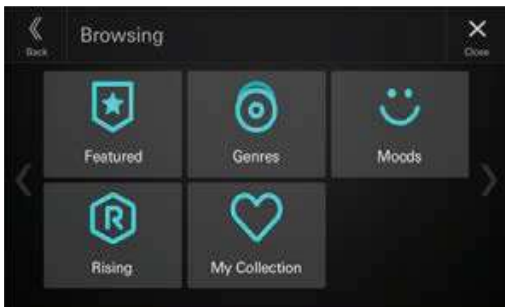 Back
Browsing
Close
Featured
Genres
Moods
R
Rising
My Collection